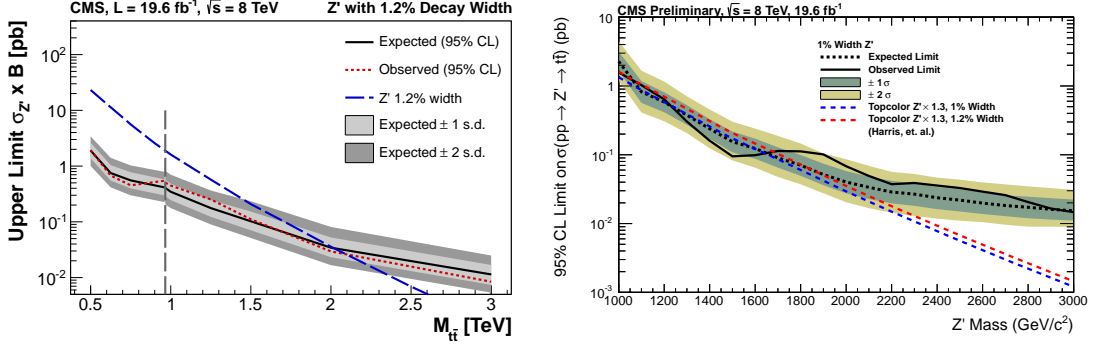 CMS, L = 19.6 fb⁻¹, √s = 8 TeV    Z' with 1.2% Decay Width
Upper Limit σ_Z' x B [pb]
10²
10
1
10⁻¹
10⁻²
Expected (95% CL)
Observed (95% CL)
Z' 1.2% width
Expected ± 1 s.d.
Expected ± 2 s.d.
0.5 1 1.5 2 2.5 3
M_tt̄ [TeV]
CMS Preliminary, √s = 8 TeV, 19.6 fb⁻¹
95% CL Limit on σ(pp → Z' → tt̄) (pb)
10
1
10⁻¹
10⁻²
10⁻³
1% Width Z'
Expected Limit
Observed Limit
± 1 σ
± 2 σ
Topcolor Z' × 1.3, 1% Width
Topcolor Z' × 1.3, 1.2% Width
(Harris, et. al.)
1000 1200 1400 1600 1800 2000 2200 2400 2600 2800 3000
Z' Mass (GeV/c²)